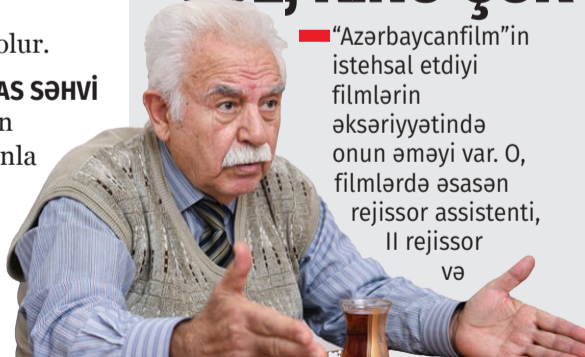 olur.
AS SƏHVİ
n
nla
“Azərbaycanfilm”in
istehsal etdiyi
filmlərin
əksəriyyətində
onun əməyi var. O,
filmlərdə əsasən
rejissor assistenti,
II rejissor
və